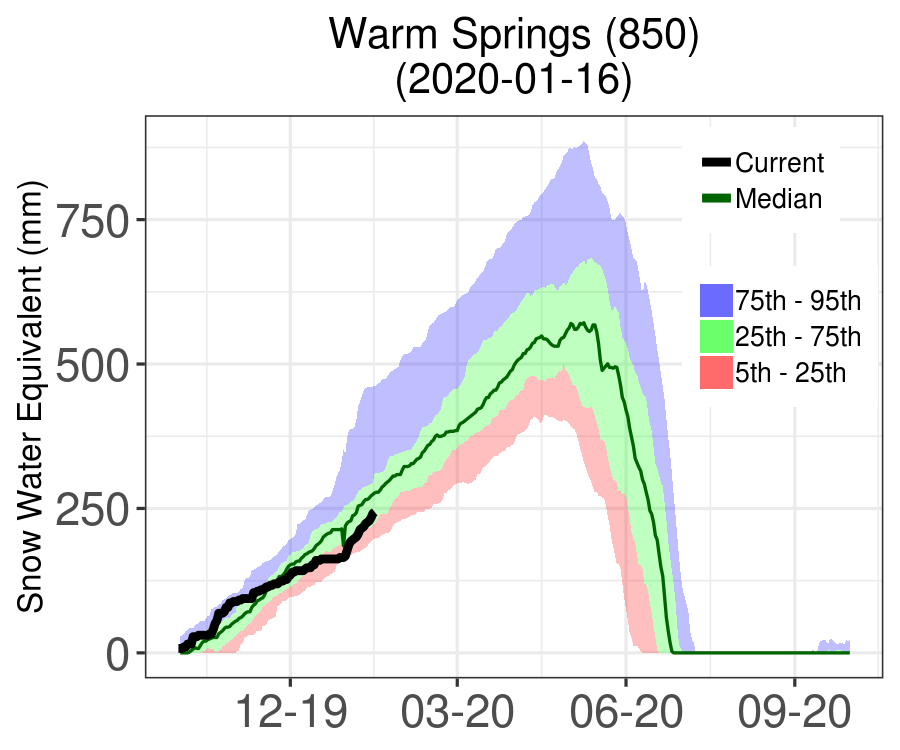 Warm Springs (850)
(2020-01-16)
Snow Water Equivalent (mm)
750
500
250
0
12-19
03-20
06-20
09-20
Current
Median
75th - 95th
25th - 75th
5th - 25th